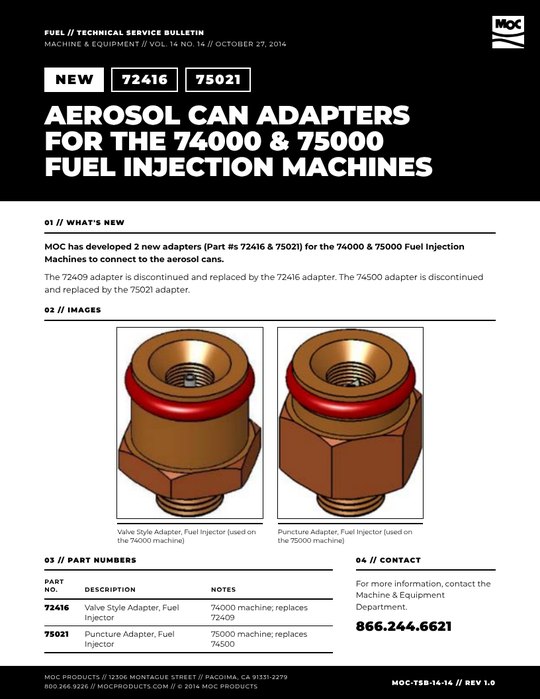 FUEL // TECHNICAL SERVICE BULLETIN
MACHINE & EQUIPMENT // VOL. 14 NO. 14 // OCTOBER 27, 2014
MOC
NEW 72416 75021
AEROSOL CAN ADAPTERS
FOR THE 74000 & 75000
FUEL INJECTION MACHINES
01 // WHAT'S NEW
MOC has developed 2 new adapters (Part #s 72416 & 75021) for the 74000 & 75000 Fuel Injection
Machines to connect to the aerosol cans.
The 72409 adapter is discontinued and replaced by the 72416 adapter. The 74500 adapter is discontinued
and replaced by the 75021 adapter.
02 // IMAGES
Valve Style Adapter, Fuel Injector (used on
the 74000 machine)
Puncture Adapter, Fuel Injector (used on
the 75000 machine)
03 // PART NUMBERS
PART
NO. DESCRIPTION NOTES
72416 Valve Style Adapter, Fuel 74000 machine; replaces
Injector 72409
75021 Puncture Adapter, Fuel 75000 machine; replaces
Injector 74500
04 // CONTACT
For more information, contact the
Machine & Equipment
Department.
866.244.6621
MOC PRODUCTS // 12306 MONTAGUE STREET // PACOIMA, CA 91331-2279
800.266.9226 // MOCPRODUCTS.COM // © 2014 MOC PRODUCTS
MOC-TSB-14-14 // REV 1.0